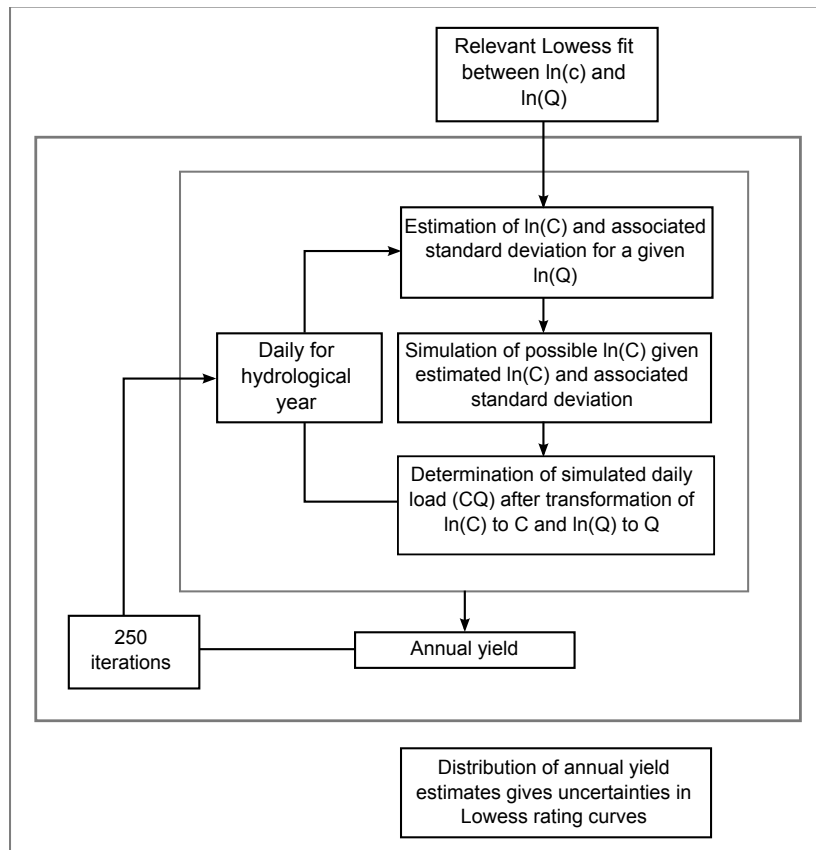 Relevant Lowess fit
between ln(c) and
ln(Q)
Estimation of ln(C) and associated
standard deviation for a given
ln(Q)
Daily for
hydrological
year
Simulation of possible ln(C) given
estimated ln(C) and associated
standard deviation
Determination of simulated daily
load (CQ) after transformation of
ln(C) to C and ln(Q) to Q
250
iterations
Annual yield
Distribution of annual yield
estimates gives uncertainties in
Lowess rating curves